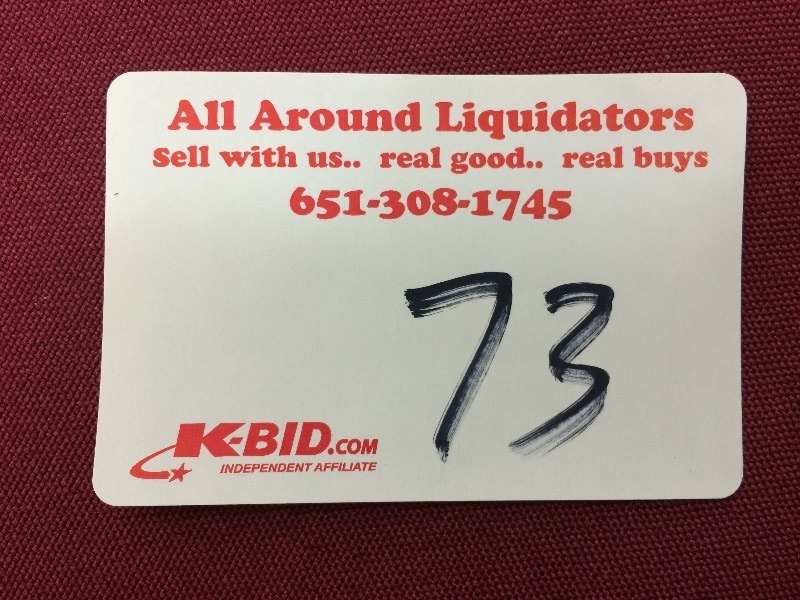 All Around Liquidators
Sell with us.. real good.. real buys
651-308-1745
73
K-BID.COM
INDEPENDENT AFFILIATE